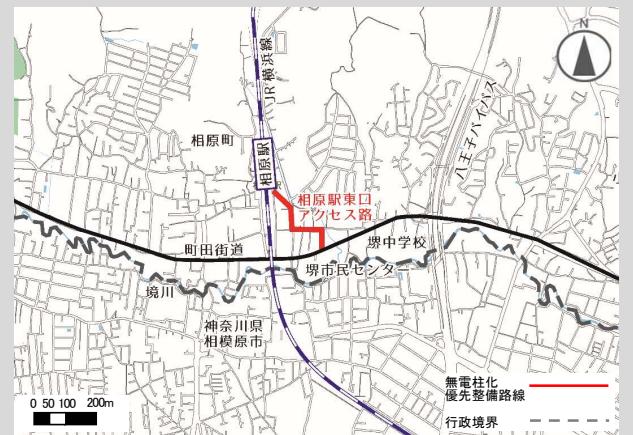 N
JR横浜線
八王子バイパス
相原町
相原駅
相原駅東口
アクセス路
堺中学校
町田街道
堺市民センター
境川
神奈川県
相模原市
無電柱化
優先整備路線
行政境界
0 50 100 200m